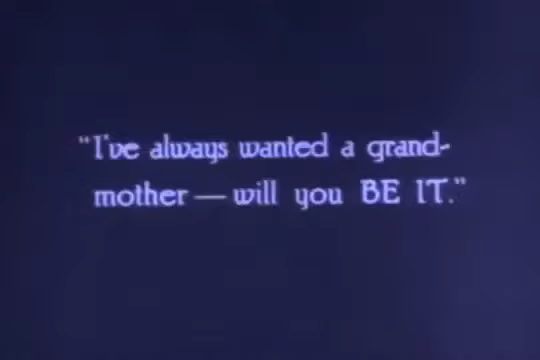 "I've always wanted a grand-
mother — will you BE IT."